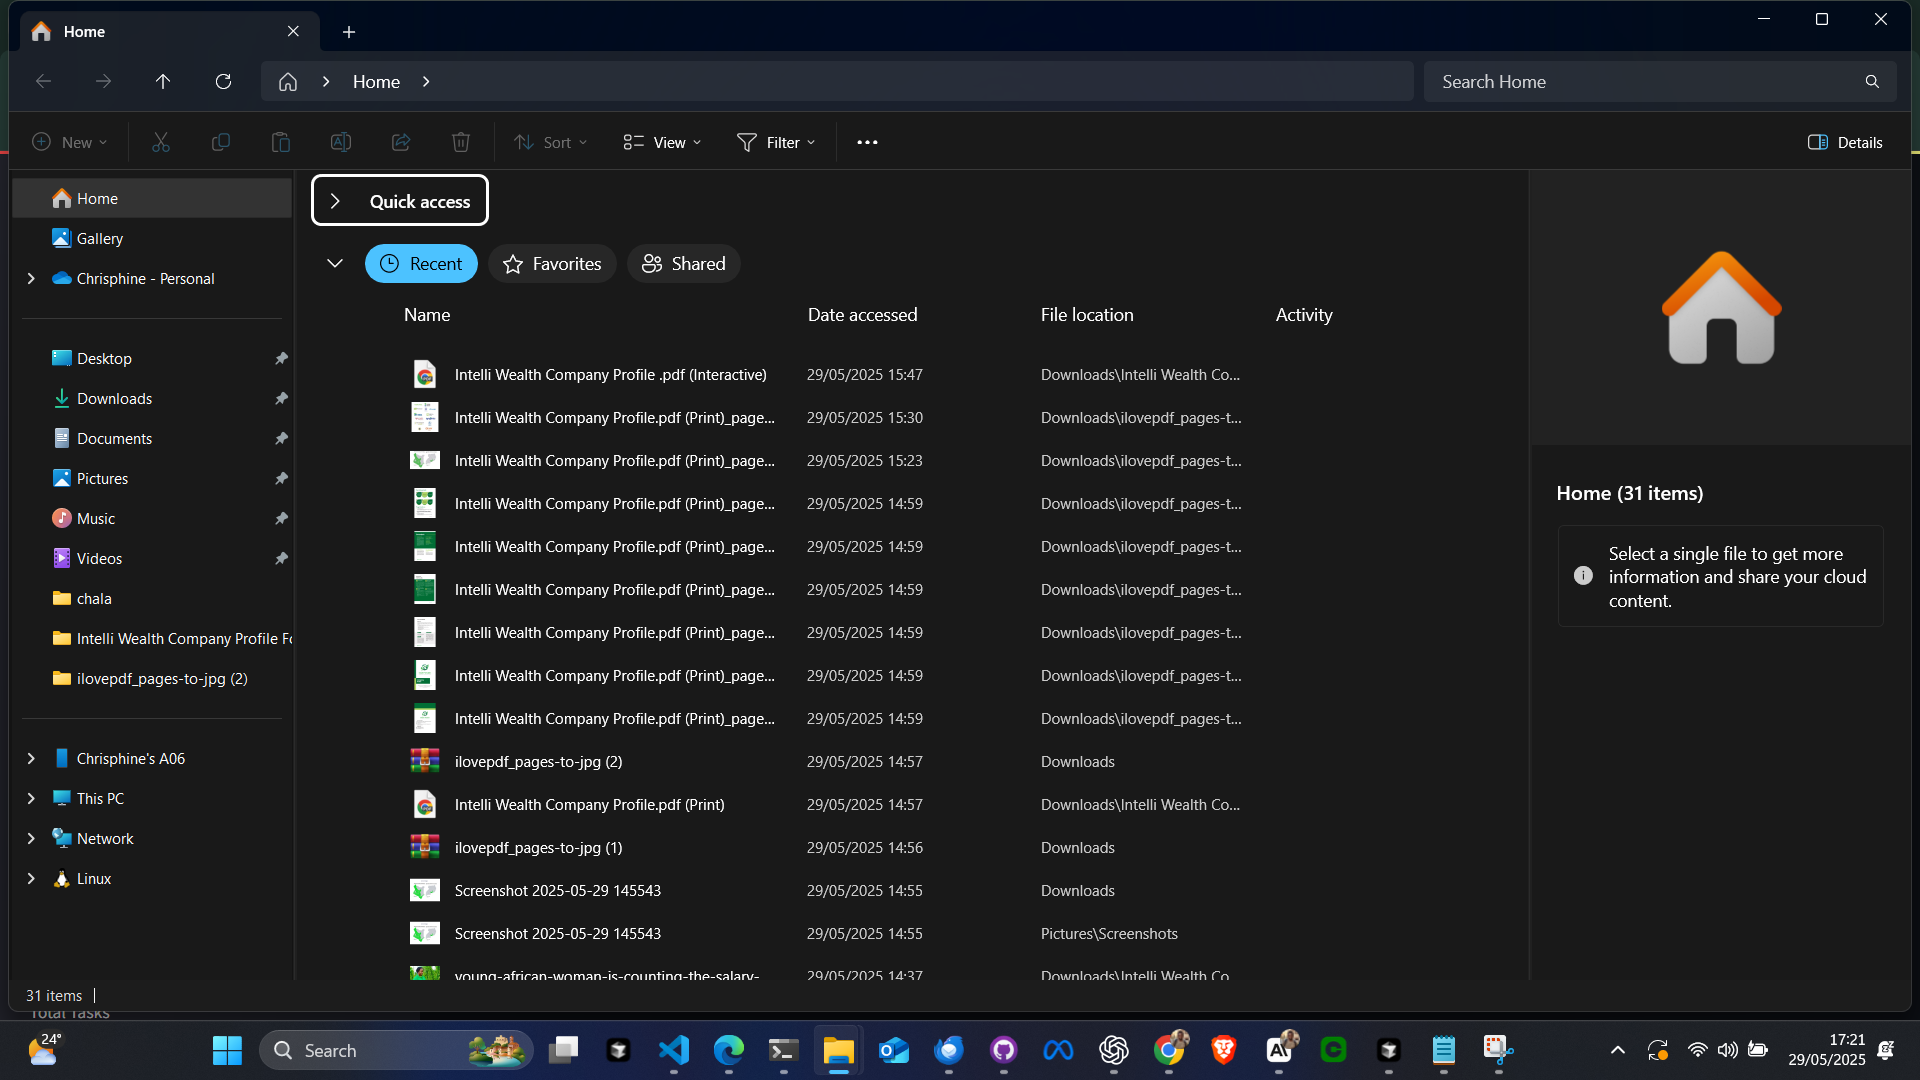 Home
Home
Search Home
New
Sort
View
Filter
Details
Home
Gallery
Chrisphine - Personal
Desktop
Downloads
Documents
Pictures
Music
Videos
chala
Intelli Wealth Company Profile Fo
ilovepdf_pages-to-jpg (2)
Chrisphine's A06
This PC
Network
Linux
Quick access
Recent Favorites Shared
Name Date accessed File location Activity
Intelli Wealth Company Profile .pdf (Interactive) 29/05/2025 15:47 Downloads\Intelli Wealth Co...
Intelli Wealth Company Profile.pdf (Print)_page... 29/05/2025 15:30 Downloads\ilovepdf_pages-t...
Intelli Wealth Company Profile.pdf (Print)_page... 29/05/2025 15:23 Downloads\ilovepdf_pages-t...
Intelli Wealth Company Profile.pdf (Print)_page... 29/05/2025 14:59 Downloads\ilovepdf_pages-t...
Intelli Wealth Company Profile.pdf (Print)_page... 29/05/2025 14:59 Downloads\ilovepdf_pages-t...
Intelli Wealth Company Profile.pdf (Print)_page... 29/05/2025 14:59 Downloads\ilovepdf_pages-t...
Intelli Wealth Company Profile.pdf (Print)_page... 29/05/2025 14:59 Downloads\ilovepdf_pages-t...
Intelli Wealth Company Profile.pdf (Print)_page... 29/05/2025 14:59 Downloads\ilovepdf_pages-t...
Intelli Wealth Company Profile.pdf (Print)_page... 29/05/2025 14:59 Downloads\ilovepdf_pages-t...
ilovepdf_pages-to-jpg (2) 29/05/2025 14:57 Downloads
Intelli Wealth Company Profile.pdf (Print) 29/05/2025 14:57 Downloads\Intelli Wealth Co...
ilovepdf_pages-to-jpg (1) 29/05/2025 14:56 Downloads
Screenshot 2025-05-29 145543 29/05/2025 14:55 Downloads
Screenshot 2025-05-29 145543 29/05/2025 14:55 Pictures\Screenshots
young-african-woman-is-counting-the-salary- 29/05/2025 14:37 Downloads\Intelli Wealth Co
Home (31 items)
Select a single file to get more
information and share your cloud
content.
31 items
Total Tasks
24°
Search
17:21
29/05/2025